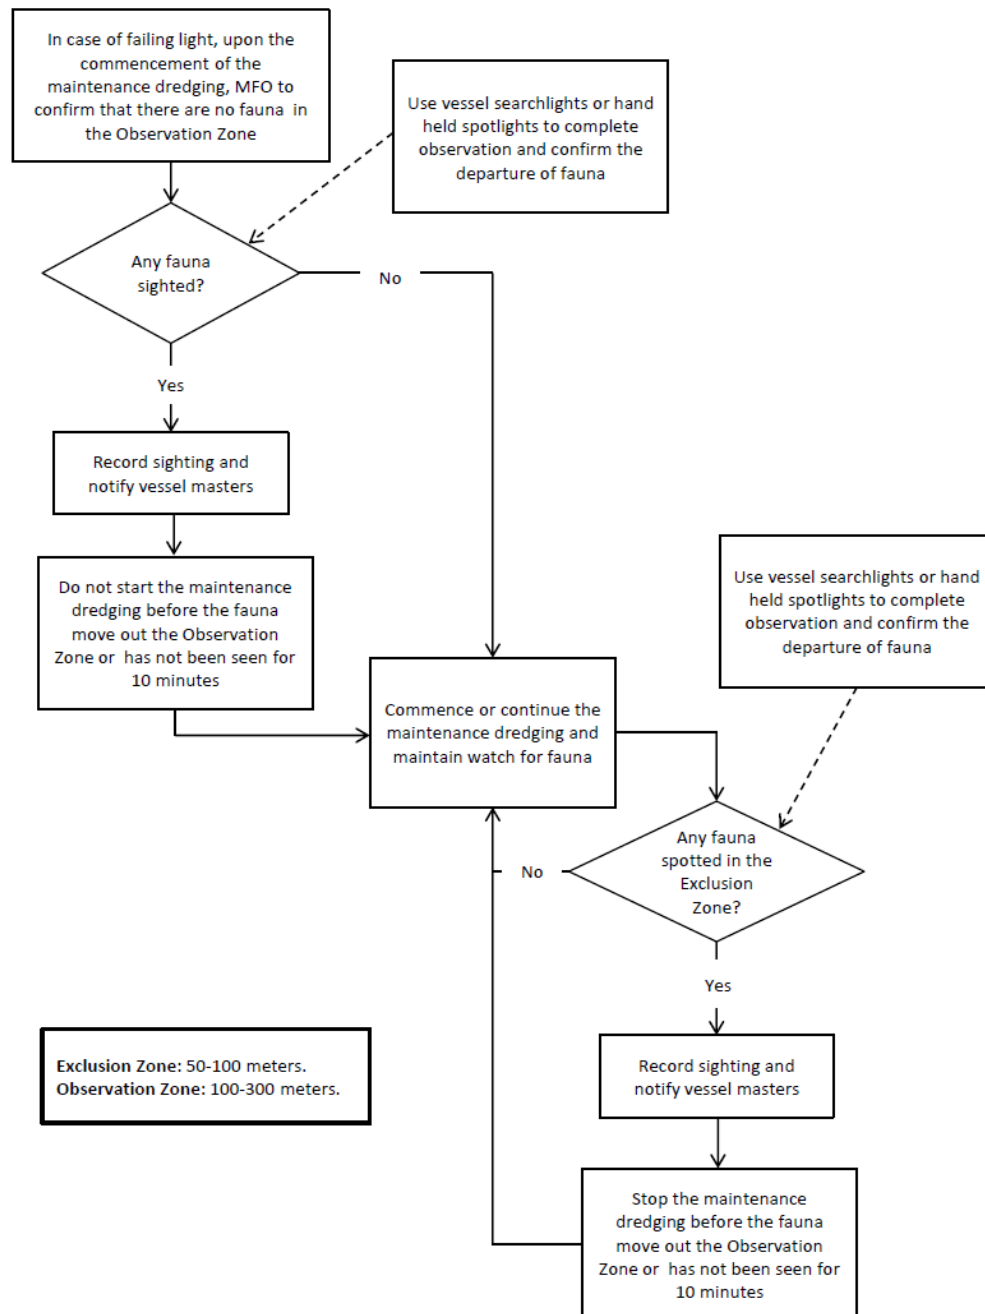 In case of failing light, upon the
commencement of the
maintenance dredging, MFO to
confirm that there are no fauna in
the Observation Zone
Use vessel searchlights or hand
held spotlights to complete
observation and confirm the
departure of fauna
Any fauna
sighted?
No
Yes
Record sighting and
notify vessel masters
Do not start the maintenance
dredging before the fauna
move out the Observation
Zone or has not been seen for
10 minutes
Use vessel searchlights or hand
held spotlights to complete
observation and confirm the
departure of fauna
Commence or continue the
maintenance dredging and
maintain watch for fauna
Any fauna
spotted in the
Exclusion
Zone?
No
Yes
Exclusion Zone: 50-100 meters.
Observation Zone: 100-300 meters.
Record sighting and
notify vessel masters
Stop the maintenance
dredging before the fauna
move out the Observation
Zone or has not been seen for
10 minutes